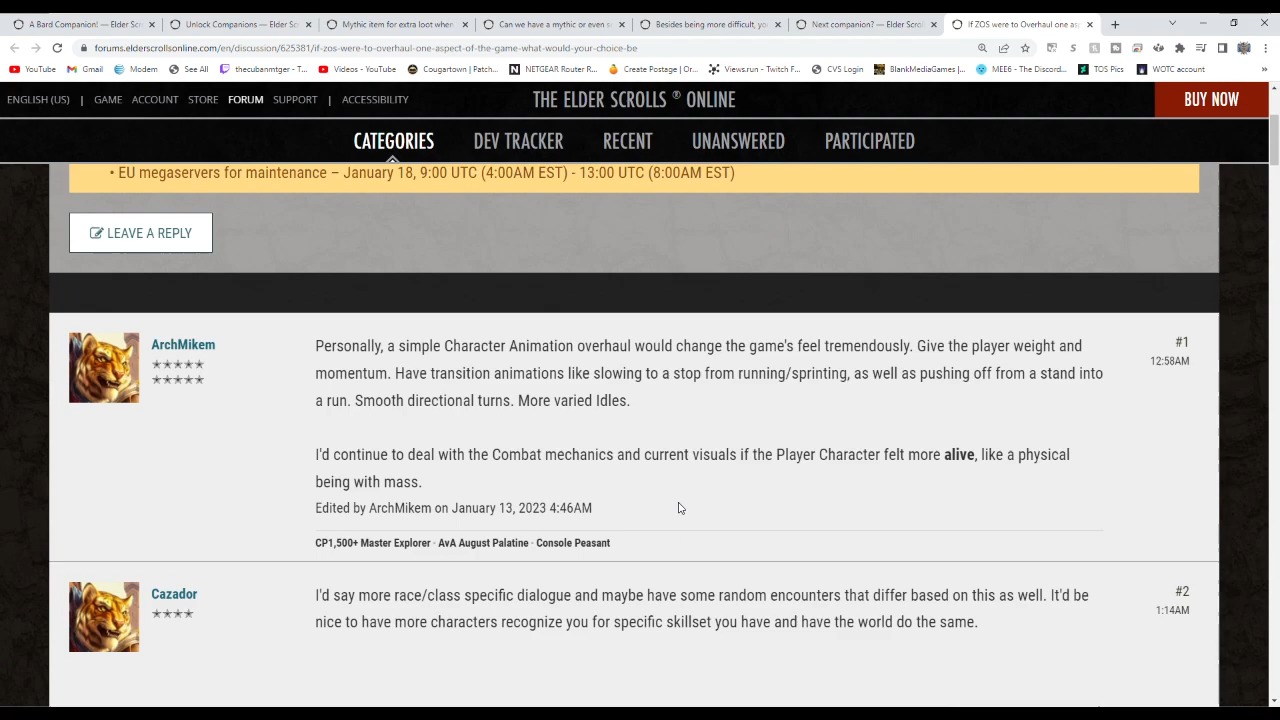 A Bard Companion! — Elder Scro
Unlock Companions — Elder Sc
Mythic item for extra loot when
Can we have a mythic or even s
Besides being more difficult, yo
Next companion? — Elder Scroll
If ZOS were to Overhaul one asp
forums.elderscrollsonline.com/en/discussion/625381/if-zos-were-to-overhaul-one-aspect-of-the-game-what-would-your-choice-be
YouTube
Gmail
Modem
See All
thecubanmtger - T...
Videos - YouTube
Cougartown | Patch...
NETGEAR Router R...
Create Postage | Or...
Views.run - Twitch F...
CVS Login
BlankMediaGames |...
MEE6 - The Discord...
TOS Pics
WOTC account
»
ENGLISH (US) | GAME ACCOUNT STORE FORUM SUPPORT | ACCESSIBILITY
THE ELDER SCROLLS ® ONLINE
BUY NOW
CATEGORIES DEV TRACKER RECENT UNANSWERED PARTICIPATED
• EU megaservers for maintenance – January 18, 9:00 UTC (4:00AM EST) - 13:00 UTC (8:00AM EST)
LEAVE A REPLY
ArchMikem
★★★★★
★★★★★
Personally, a simple Character Animation overhaul would change the game's feel tremendously. Give the player weight and
momentum. Have transition animations like slowing to a stop from running/sprinting, as well as pushing off from a stand into
a run. Smooth directional turns. More varied Idles.
I'd continue to deal with the Combat mechanics and current visuals if the Player Character felt more alive, like a physical
being with mass.
Edited by ArchMikem on January 13, 2023 4:46AM
CP1,500+ Master Explorer · AvA August Palatine · Console Peasant
#1
12:58AM
Cazador
★★★★
I'd say more race/class specific dialogue and maybe have some random encounters that differ based on this as well. It'd be
nice to have more characters recognize you for specific skillset you have and have the world do the same.
#2
1:14AM